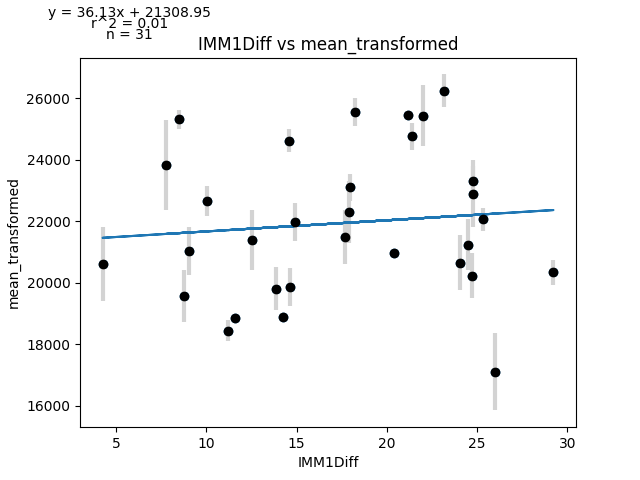 y = 36.13x + 21308.95
r^2 = 0.01
n = 31
IMM1Diff vs mean_transformed
mean_transformed
26000
24000
22000
20000
18000
16000
5 10 15 20 25 30
IMM1Diff